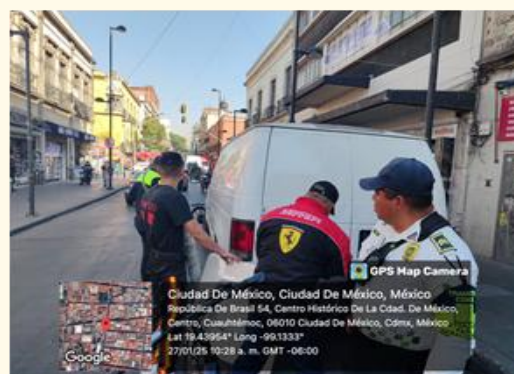 FERRARI
GPS Map Camera
Ciudad De México, Ciudad De México, México
República De Brasil 54, Centro Histórico De La Cdad. De México,
Centro, Cuauhtémoc, 06010 Ciudad De México, Cdmx, México
Lat 19.43954° Long -99.1333°
27/01/25 10:28 a. m. GMT -06:00
Google